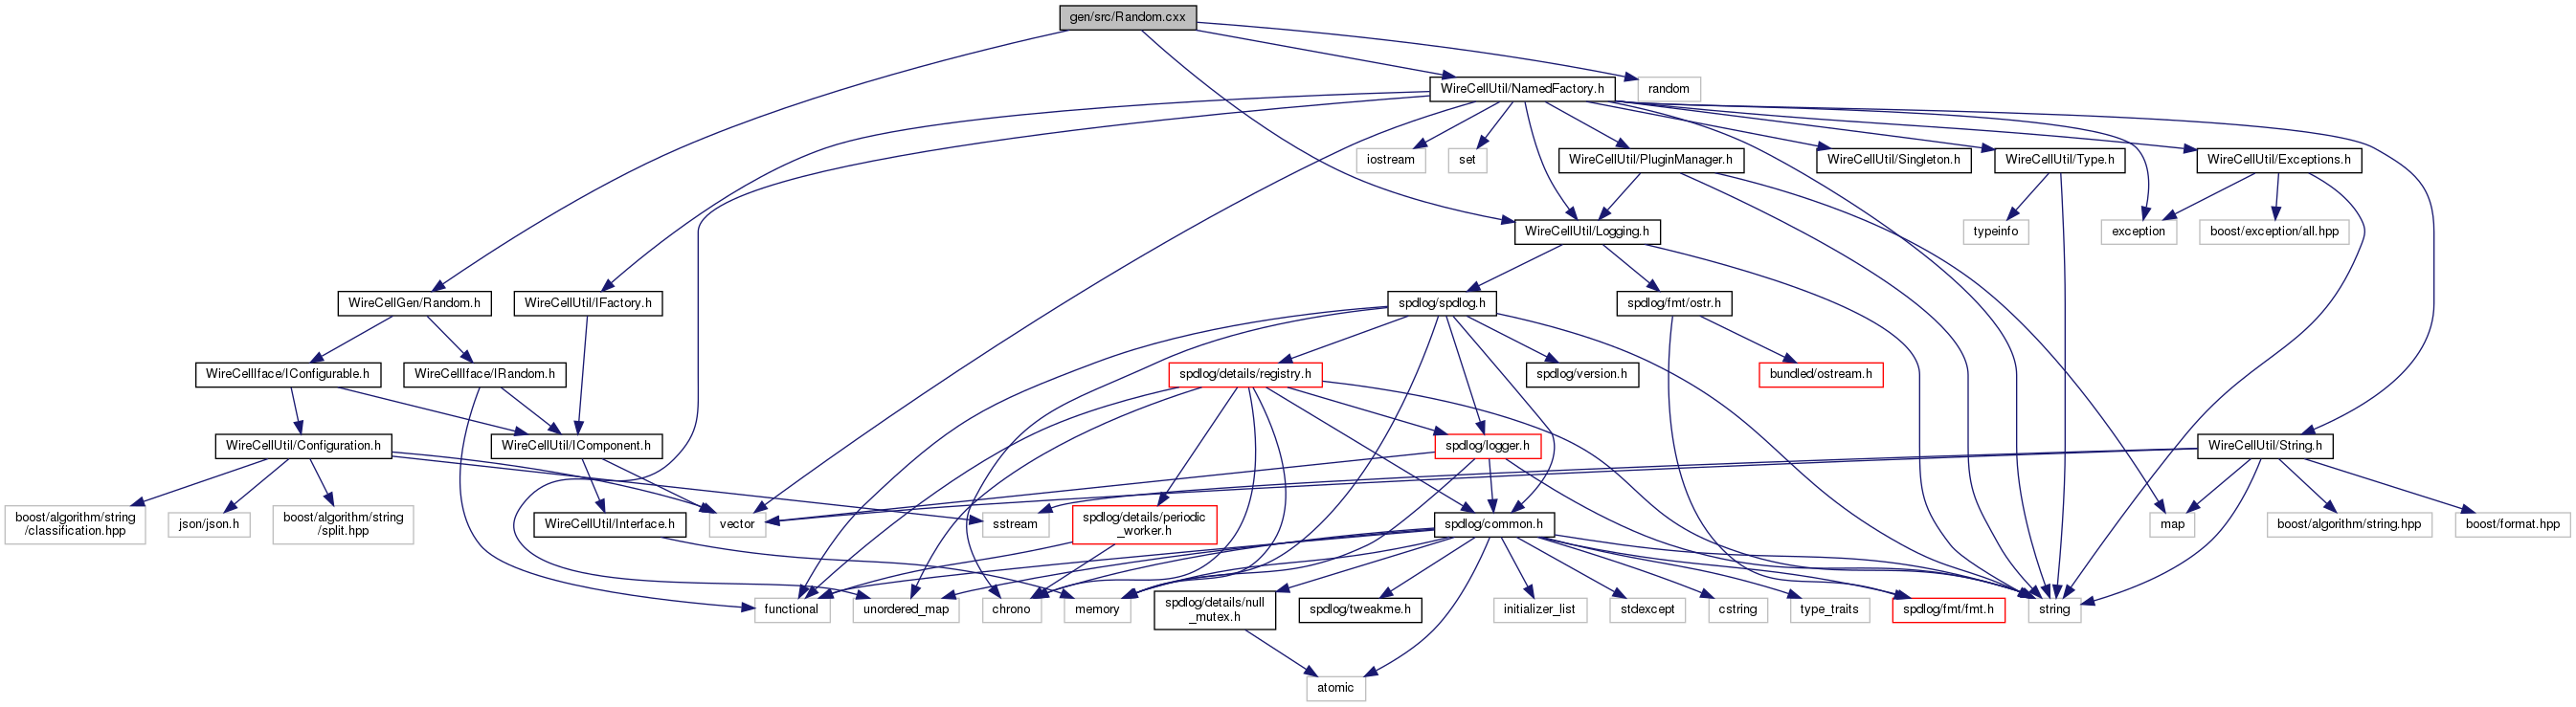 gen/src/Random.cxx
WireCellUtil/NamedFactory.h
random
iostream
set
WireCellUtil/PluginManager.h
WireCellUtil/Singleton.h
WireCellUtil/Type.h
WireCellUtil/Exceptions.h
WireCellUtil/Logging.h
typeinfo
exception
boost/exception/all.hpp
WireCellGen/Random.h
WireCellUtil/IFactory.h
spdlog/spdlog.h
spdlog/fmt/ostr.h
WireCellIface/IConfigurable.h
WireCellIface/IRandom.h
spdlog/details/registry.h
spdlog/version.h
bundled/ostream.h
WireCellUtil/Configuration.h
WireCellUtil/IComponent.h
spdlog/logger.h
WireCellUtil/String.h
boost/algorithm/string
/classification.hpp
json/json.h
boost/algorithm/string
/split.hpp
WireCellUtil/Interface.h
vector
sstream
spdlog/details/periodic
_worker.h
spdlog/common.h
map
boost/algorithm/string.hpp
boost/format.hpp
functional
unordered_map
chrono
memory
spdlog/details/null
_mutex.h
spdlog/tweakme.h
initializer_list
stdexcept
cstring
type_traits
spdlog/fmt/fmt.h
string
atomic